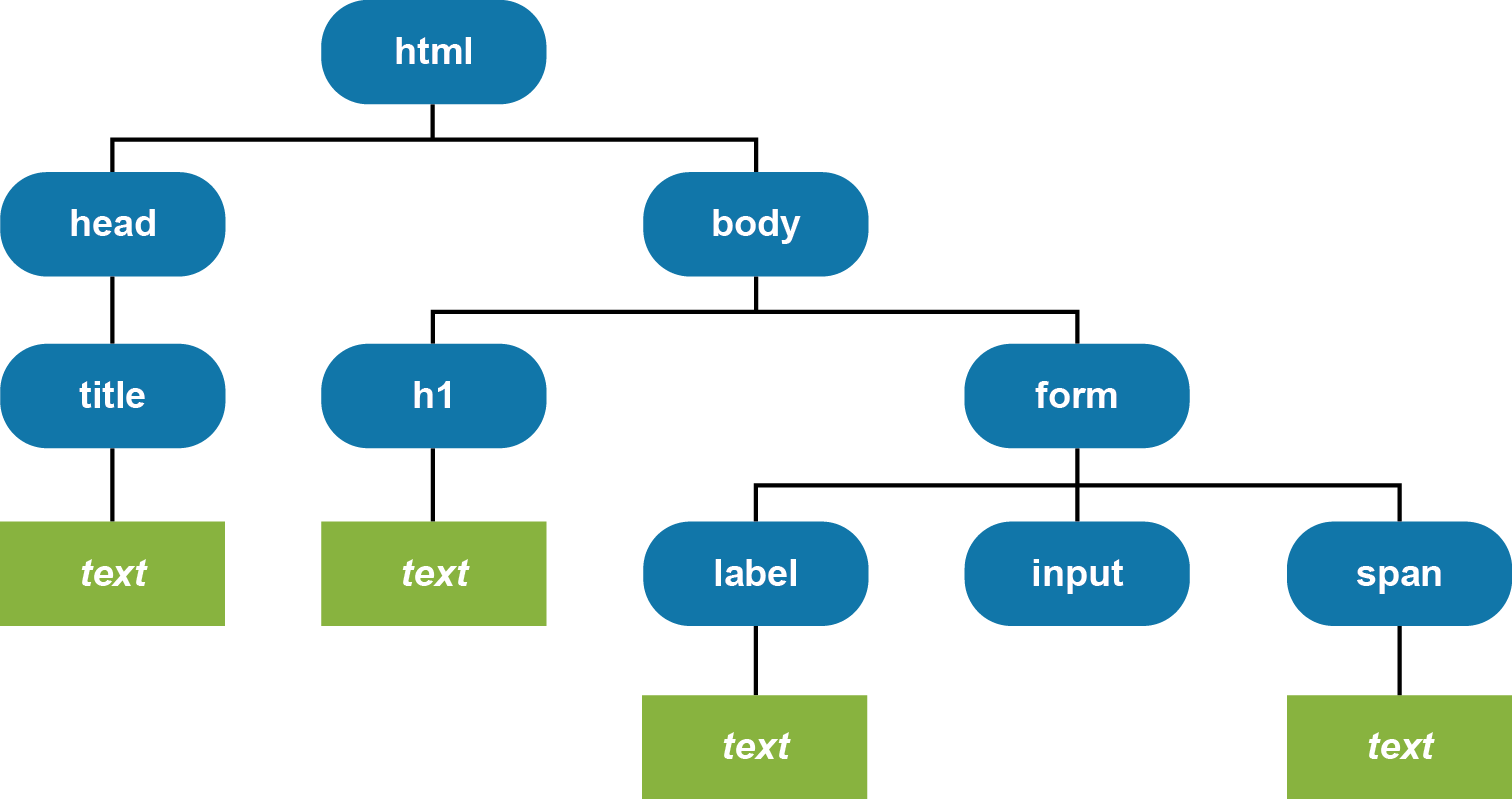 html
head
body
title
h1
form
text
text
label
input
span
text
text